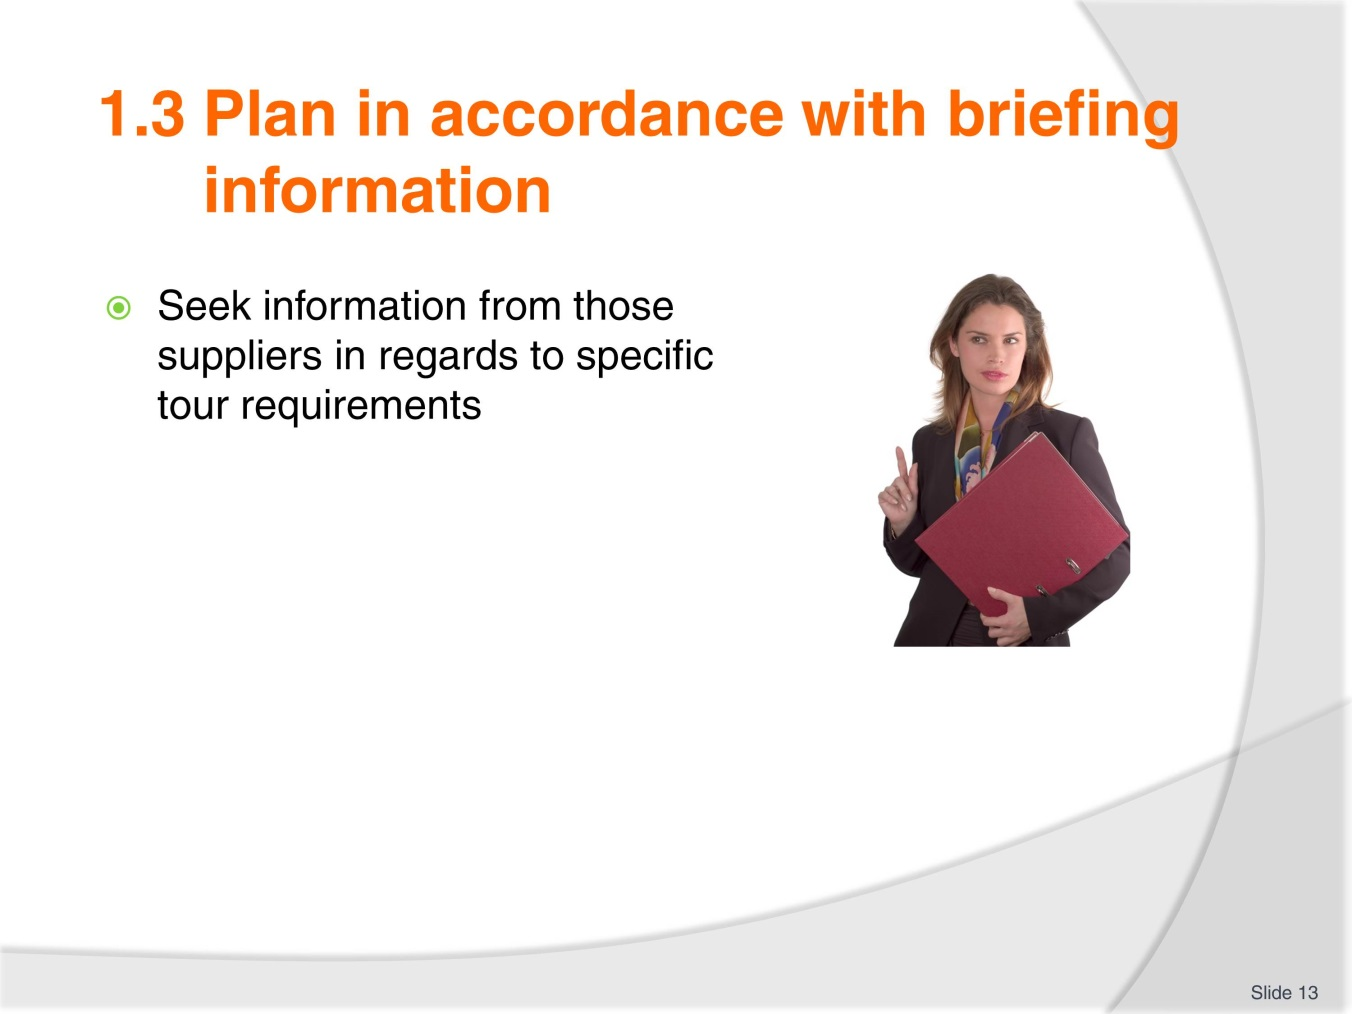 1.3 Plan in accordance with briefing
information
Seek information from those
suppliers in regards to specific
tour requirements
Slide 13